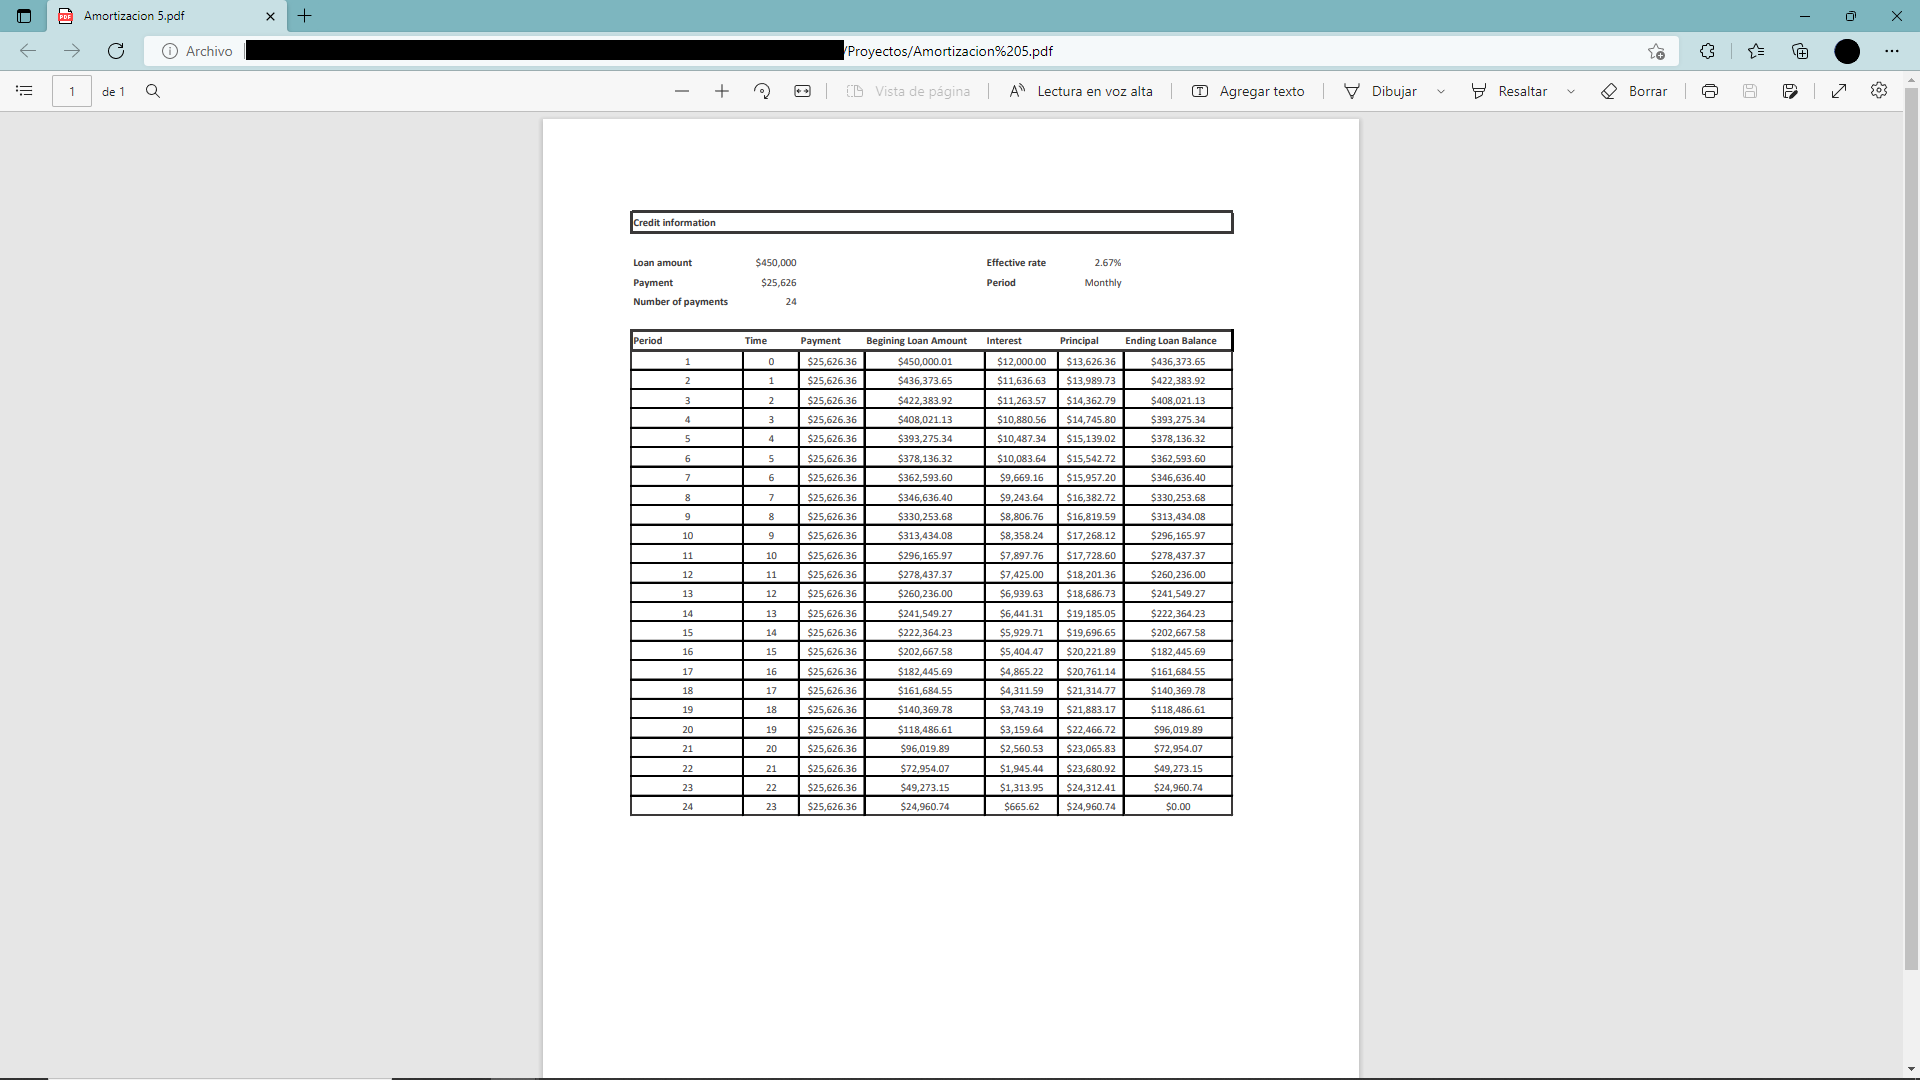 Amortizacion 5.pdf
Archivo /Proyectos/Amortizacion%205.pdf
1 de 1 Vista de página Lectura en voz alta Agregar texto Dibujar Resaltar Borrar
Credit information
Loan amount $450,000 Effective rate 2.67%
Payment $25,626 Period Monthly
Number of payments 24
Period Time Payment Begining Loan Amount Interest Principal Ending Loan Balance
1 0 $25,626.36 $450,000.01 $12,000.00 $13,626.36 $436,373.65
2 1 $25,626.36 $436,373.65 $11,636.63 $13,989.73 $422,383.92
3 2 $25,626.36 $422,383.92 $11,263.57 $14,362.79 $408,021.13
4 3 $25,626.36 $408,021.13 $10,880.56 $14,745.80 $393,275.34
5 4 $25,626.36 $393,275.34 $10,487.34 $15,139.02 $378,136.32
6 5 $25,626.36 $378,136.32 $10,083.64 $15,542.72 $362,593.60
7 6 $25,626.36 $362,593.60 $9,669.16 $15,957.20 $346,636.40
8 7 $25,626.36 $346,636.40 $9,243.64 $16,382.72 $330,253.68
9 8 $25,626.36 $330,253.68 $8,806.76 $16,819.59 $313,434.08
10 9 $25,626.36 $313,434.08 $8,358.24 $17,268.12 $296,165.97
11 10 $25,626.36 $296,165.97 $7,897.76 $17,728.60 $278,437.37
12 11 $25,626.36 $278,437.37 $7,425.00 $18,201.36 $260,236.00
13 12 $25,626.36 $260,236.00 $6,939.63 $18,686.73 $241,549.27
14 13 $25,626.36 $241,549.27 $6,441.31 $19,185.05 $222,364.23
15 14 $25,626.36 $222,364.23 $5,929.71 $19,696.65 $202,667.58
16 15 $25,626.36 $202,667.58 $5,404.47 $20,221.89 $182,445.69
17 16 $25,626.36 $182,445.69 $4,865.22 $20,761.14 $161,684.55
18 17 $25,626.36 $161,684.55 $4,311.59 $21,314.77 $140,369.78
19 18 $25,626.36 $140,369.78 $3,743.19 $21,883.17 $118,486.61
20 19 $25,626.36 $118,486.61 $3,159.64 $22,466.72 $96,019.89
21 20 $25,626.36 $96,019.89 $2,560.53 $23,065.83 $72,954.07
22 21 $25,626.36 $72,954.07 $1,945.44 $23,680.92 $49,273.15
23 22 $25,626.36 $49,273.15 $1,313.95 $24,312.41 $24,960.74
24 23 $25,626.36 $24,960.74 $665.62 $24,960.74 $0.00